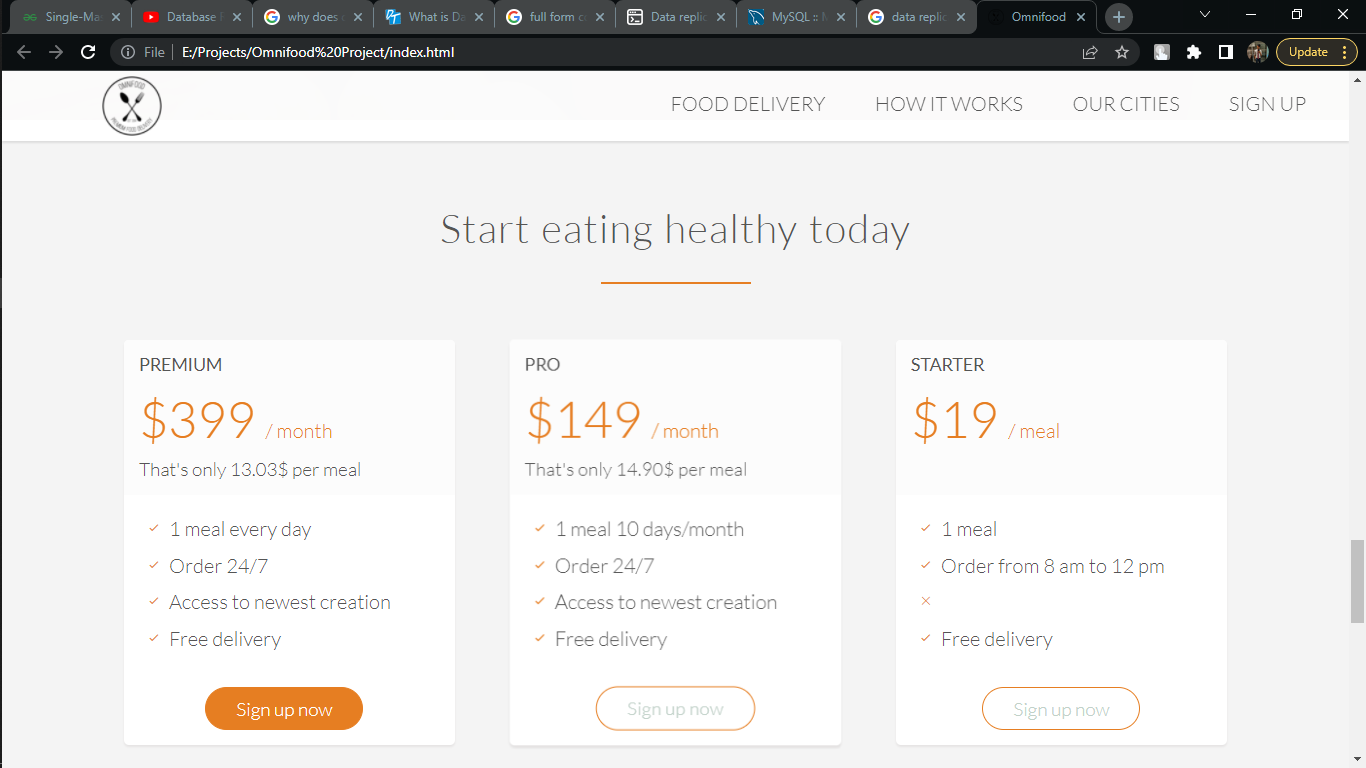 Single-Ma
Database R
why does
What is Da
full form c
Data replic
MySQL :: M
data replic
Omnifood
File
E:/Projects/Omnifood%20Project/index.html
Update
OMNIFOOD
PREMIUM FOOD DELIVERY
FOOD DELIVERY
HOW IT WORKS
OUR CITIES
SIGN UP
Start eating healthy today
PREMIUM
$399 / month
That's only 13.03$ per meal
1 meal every day
Order 24/7
Access to newest creation
Free delivery
Sign up now
PRO
$149 / month
That's only 14.90$ per meal
1 meal 10 days/month
Order 24/7
Access to newest creation
Free delivery
Sign up now
STARTER
$19 / meal
1 meal
Order from 8 am to 12 pm
Free delivery
Sign up now